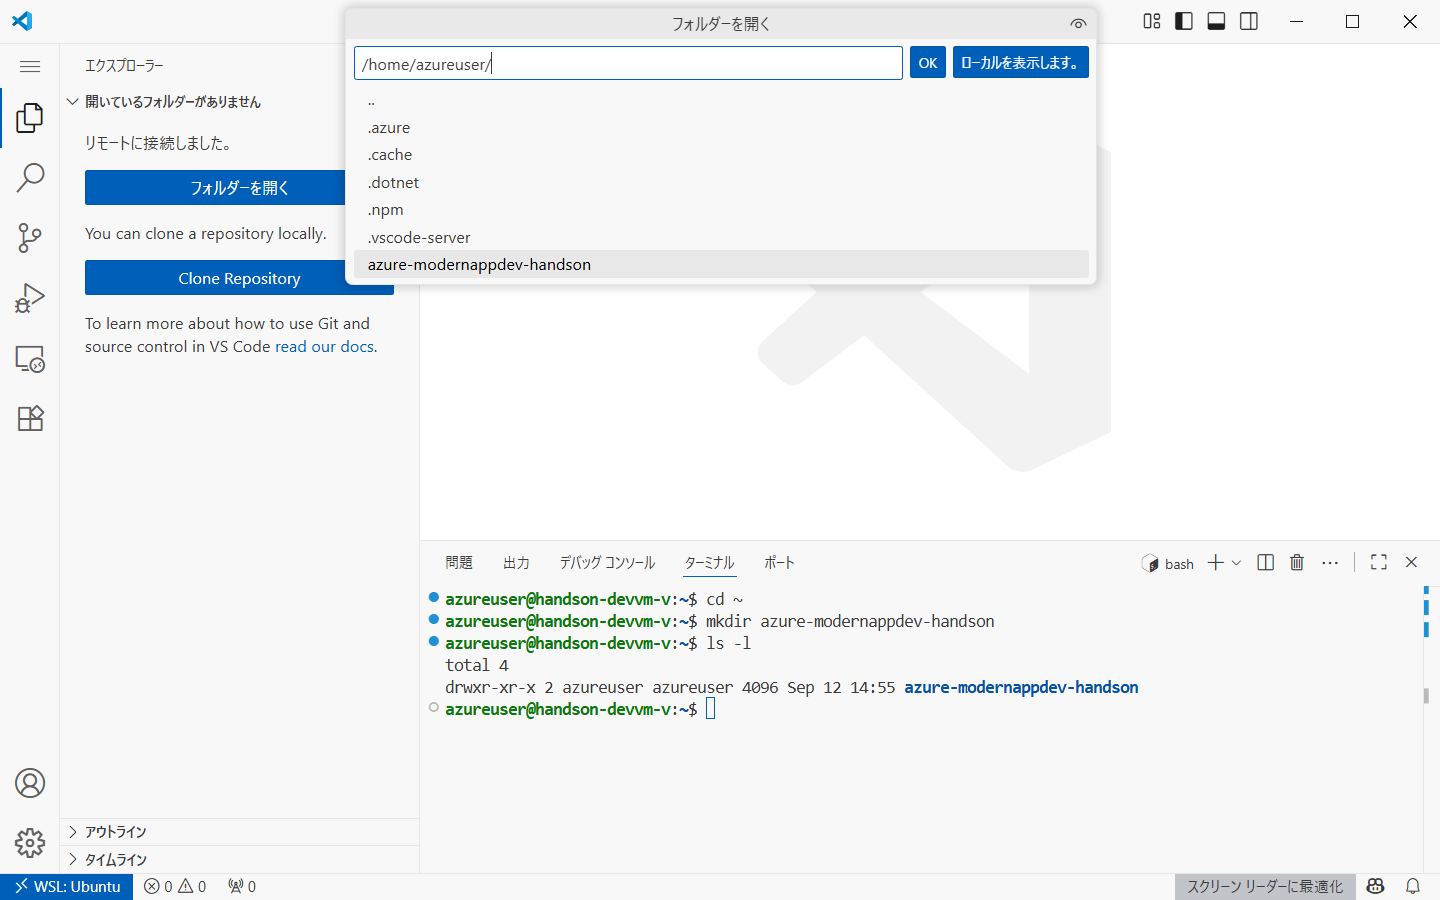 フォルダーを開く
/home/azureuser/
OK
ローカルを表示します。
..
.azure
.cache
.dotnet
.npm
.vscode-server
azure-modernappdev-handson
エクスプローラー
開いているフォルダーがありません
リモートに接続しました。
フォルダーを開く
You can clone a repository locally.
Clone Repository
To learn more about how to use Git and
source control in VS Code read our docs.
アウトライン
タイムライン
問題 出力 デバッグ コンソール ターミナル ポート
bash
azureuser@handson-devvm-v:~$ cd ~
azureuser@handson-devvm-v:~$ mkdir azure-modernappdev-handson
azureuser@handson-devvm-v:~$ ls -l
total 4
drwxr-xr-x 2 azureuser azureuser 4096 Sep 12 14:55 azure-modernappdev-handson
azureuser@handson-devvm-v:~$
WSL: Ubuntu 0 0 0 スクリーン リーダーに最適化